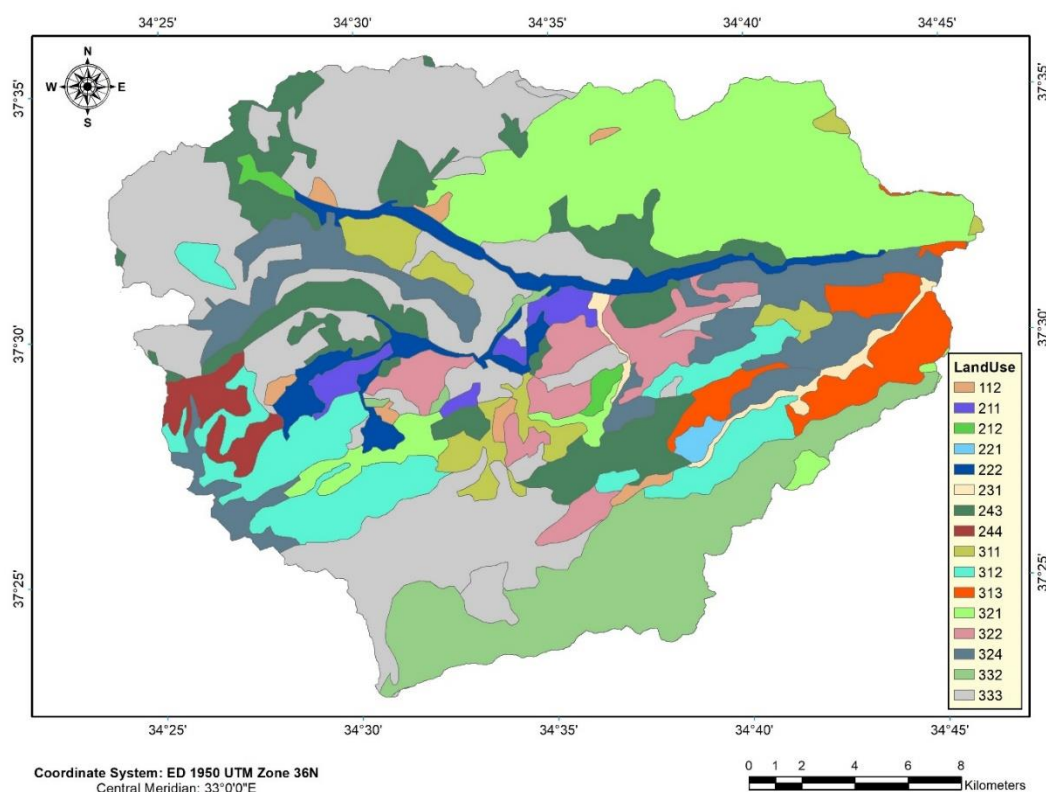 34°25' 34°30' 34°35' 34°40' 34°45'
N
W E
S
37°35' 37°35'
37°30' 37°30'
37°25' 37°25'
LandUse
112
211
212
221
222
231
243
244
311
312
313
321
322
324
332
333
34°25' 34°30' 34°35' 34°40' 34°45'
Coordinate System: ED 1950 UTM Zone 36N
Central Meridian: 33°0'0"E
0 1 2 4 6 8
Kilometers